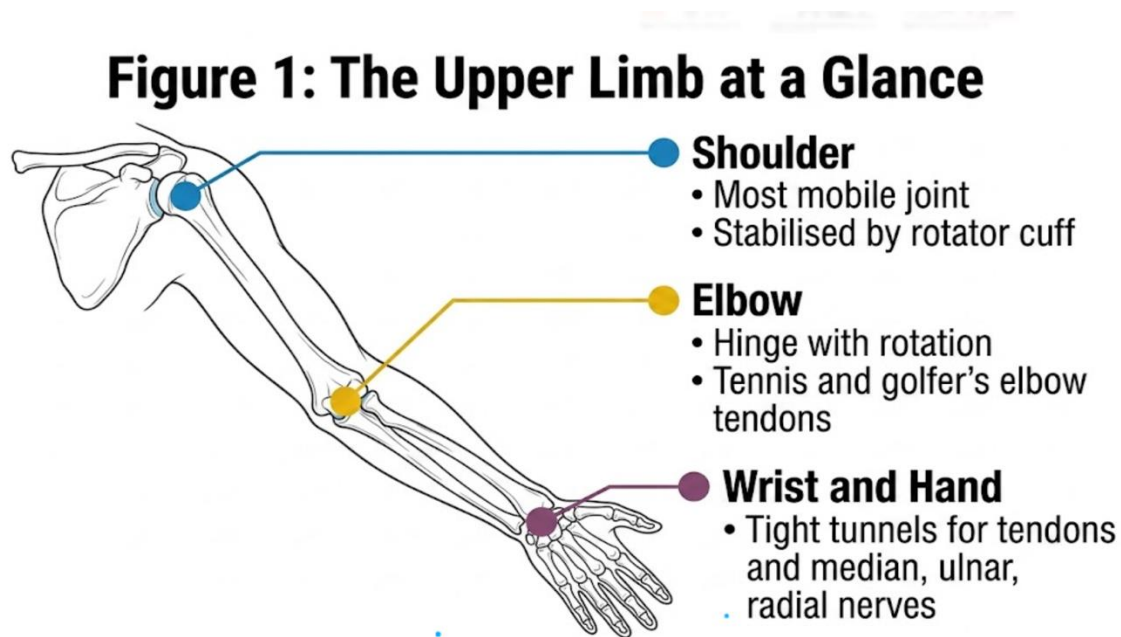 Figure 1: The Upper Limb at a Glance
Shoulder
• Most mobile joint
• Stabilised by rotator cuff
Elbow
• Hinge with rotation
• Tennis and golfer’s elbow
tendons
Wrist and Hand
• Tight tunnels for tendons
and median, ulnar,
radial nerves